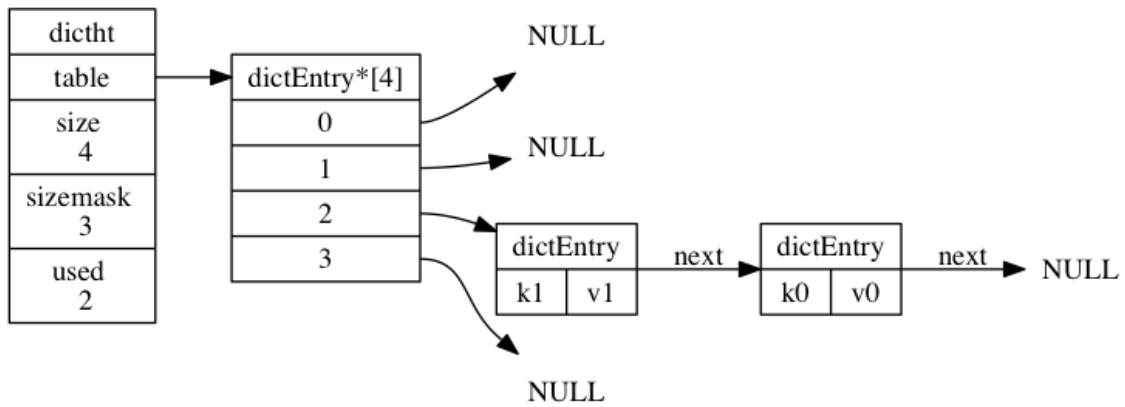 dictht
table
size
4
sizemask
3
used
2
dictEntry*[4]
0
1
2
3
NULL
NULL
dictEntry
k1 v1
next
dictEntry
k0 v0
next
NULL
NULL